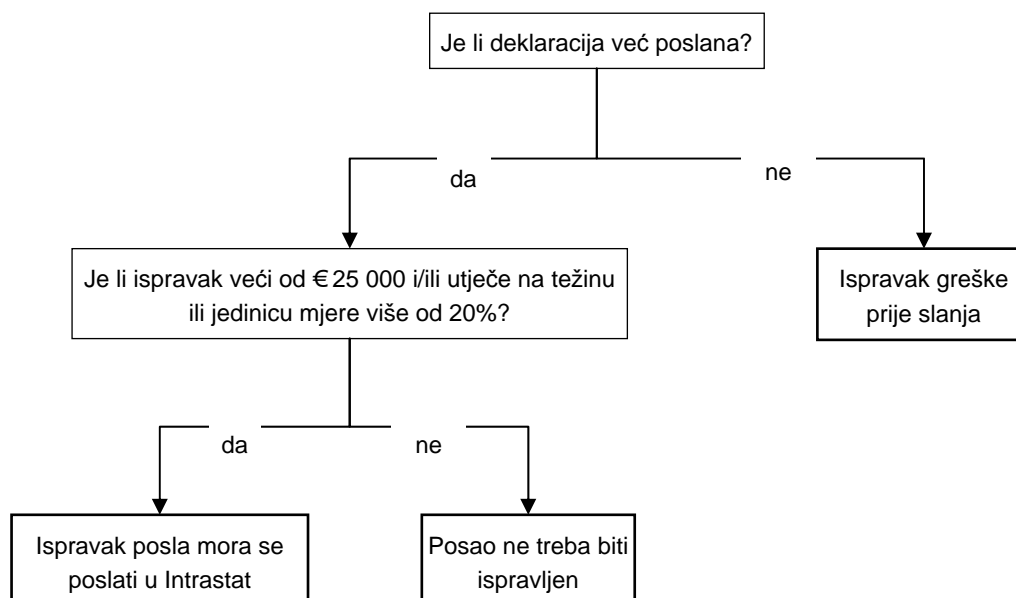 Je li deklaracija već poslana?
da
ne
Je li ispravak veći od €25 000 i/ili utječe na težinu
ili jedinicu mjere više od 20%?
Ispravak greške
prije slanja
da
ne
Ispravak posla mora se
poslati u Intrastat
Posao ne treba biti
ispravljen